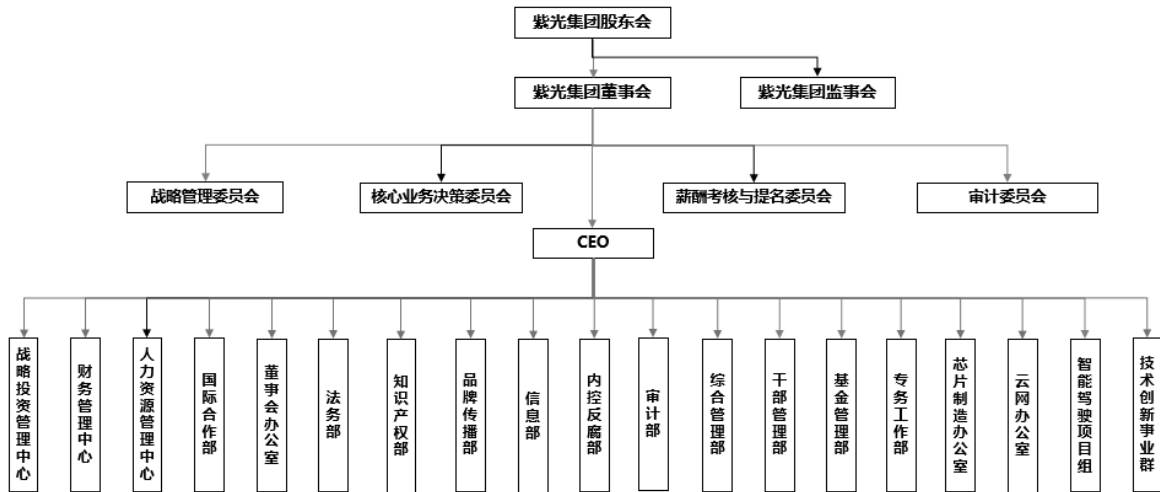 紫光集团股东会
紫光集团董事会
紫光集团监事会
战略管理委员会
核心业务决策委员会
薪酬考核与提名委员会
审计委员会
CEO
战略投资管理中心
财务管理中心
人力资源管理中心
国际合作部
董事会办公室
法务部
知识产权部
品牌传播部
信息部
内控反腐部
审计部
综合管理部
干部管理部
基金管理部
专务工作部
芯片制造办公室
云网办公室
智能驾驶项目组
技术创新事业群